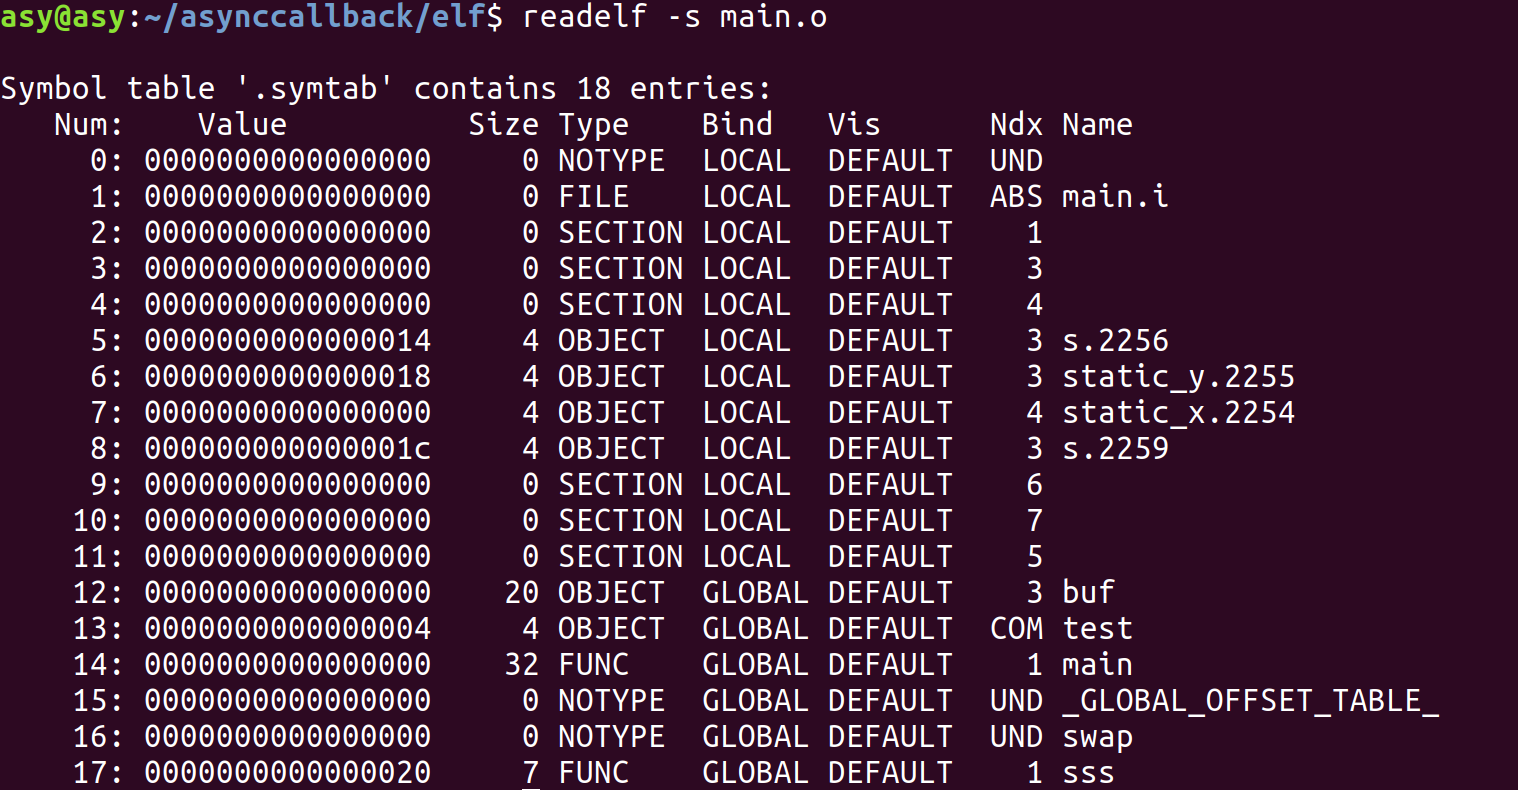 asy@asy:~/asynccallback/elf$ readelf -s main.o
Symbol table '.symtab' contains 18 entries:
   Num:    Value          Size Type    Bind   Vis      Ndx Name
     0: 0000000000000000     0 NOTYPE  LOCAL  DEFAULT  UND
     1: 0000000000000000     0 FILE    LOCAL  DEFAULT  ABS main.i
     2: 0000000000000000     0 SECTION LOCAL  DEFAULT    1
     3: 0000000000000000     0 SECTION LOCAL  DEFAULT    3
     4: 0000000000000000     0 SECTION LOCAL  DEFAULT    4
     5: 0000000000000014     4 OBJECT  LOCAL  DEFAULT    3 s.2256
     6: 0000000000000018     4 OBJECT  LOCAL  DEFAULT    3 static_y.2255
     7: 0000000000000000     4 OBJECT  LOCAL  DEFAULT    4 static_x.2254
     8: 000000000000001c     4 OBJECT  LOCAL  DEFAULT    3 s.2259
     9: 0000000000000000     0 SECTION LOCAL  DEFAULT    6
    10: 0000000000000000     0 SECTION LOCAL  DEFAULT    7
    11: 0000000000000000     0 SECTION LOCAL  DEFAULT    5
    12: 0000000000000000    20 OBJECT  GLOBAL DEFAULT    3 buf
    13: 0000000000000004     4 OBJECT  GLOBAL DEFAULT  COM test
    14: 0000000000000000    32 FUNC    GLOBAL DEFAULT    1 main
    15: 0000000000000000     0 NOTYPE  GLOBAL DEFAULT  UND _GLOBAL_OFFSET_TABLE_
    16: 0000000000000000     0 NOTYPE  GLOBAL DEFAULT  UND swap
    17: 0000000000000020     7 FUNC    GLOBAL DEFAULT    1 sss